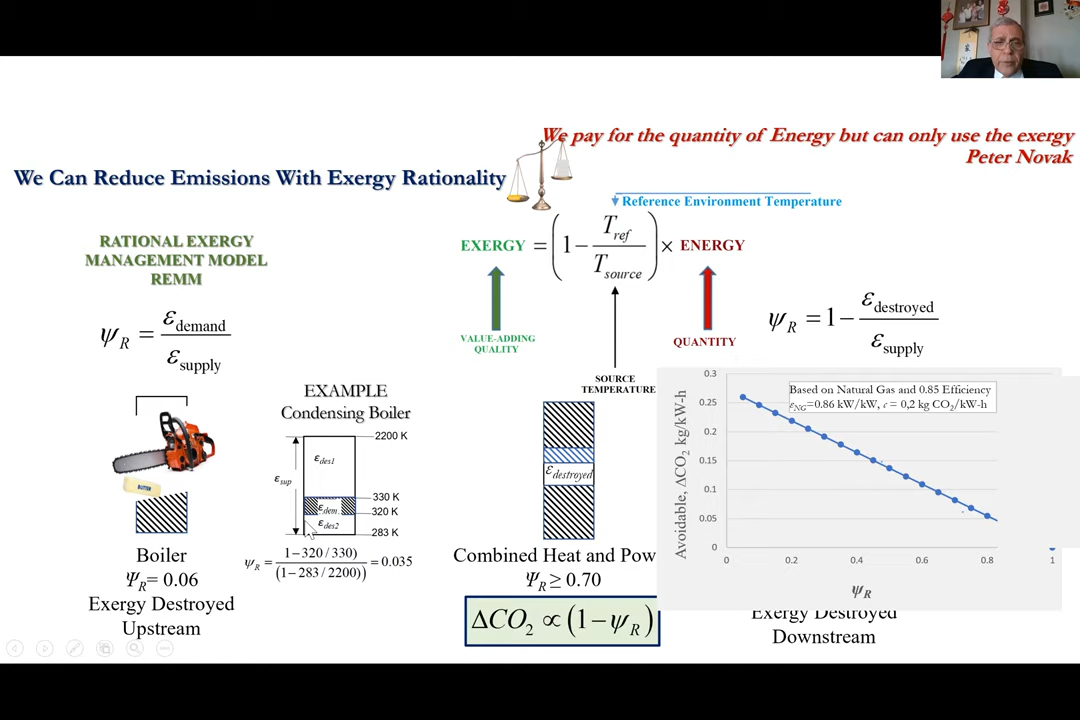 We pay for the quantity of Energy but can only use the exergy
Peter Novak
We Can Reduce Emissions With Exergy Rationality
Reference Environment Temperature
RATIONAL EXERGY
MANAGEMENT MODEL
REMM
EXERGY = (1 − T_ref / T_source) × ENERGY
VALUE-ADDING
QUALITY
QUANTITY
SOURCE
TEMPERATURE
ψ_R = ε_demand / ε_supply
ψ_R = 1 − ε_destroyed / ε_supply
EXAMPLE
Condensing Boiler
2200 K
ε_des1
ε_sup
330 K
ε_dem
320 K
ε_des2
283 K
ψ_R = 1−320/330) / (1−283/2200) = 0.035
ε_destroyed
Boiler
Ψ_R = 0.06
Exergy Destroyed
Upstream
Combined Heat and Pow
Ψ_R ≥ 0.70
ΔCO₂ ∝ (1−ψ_R)
Based on Natural Gas and 0.85 Efficiency
ε_NG=0.86 kW/kW, c = 0,2 kg CO₂/kW-h
Avoidable, ΔCO₂ kg/kW-h
0.3
0.25
0.2
0.15
0.1
0.05
0
0 0.2 0.4 0.6 0.8 1
ψ_R
Exergy Destroyed
Downstream